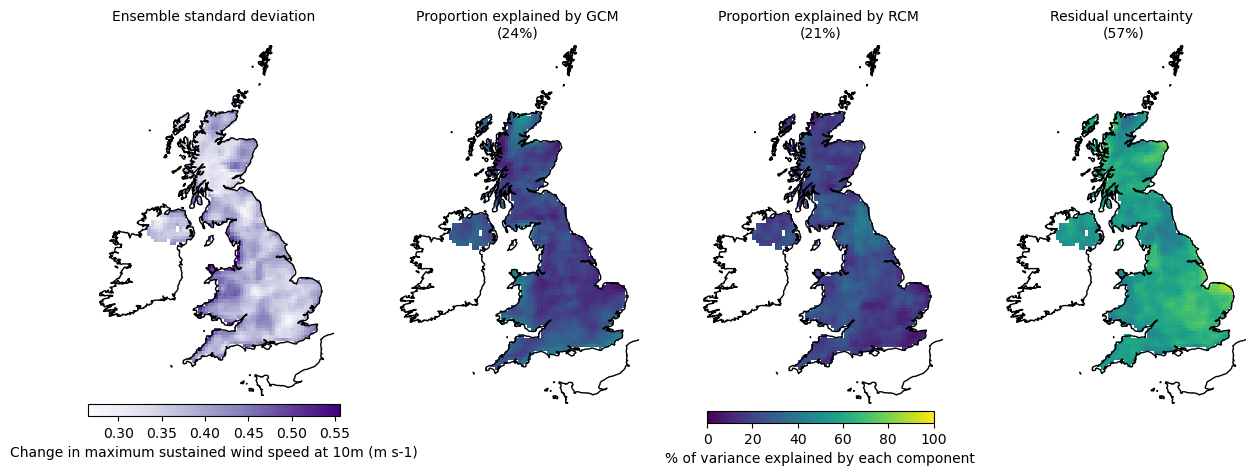 Ensemble standard deviation
Proportion explained by GCM
(24%)
Proportion explained by RCM
(21%)
Residual uncertainty
(57%)
0.30 0.35 0.40 0.45 0.50 0.55
Change in maximum sustained wind speed at 10m (m s-1)
0 20 40 60 80 100
% of variance explained by each component